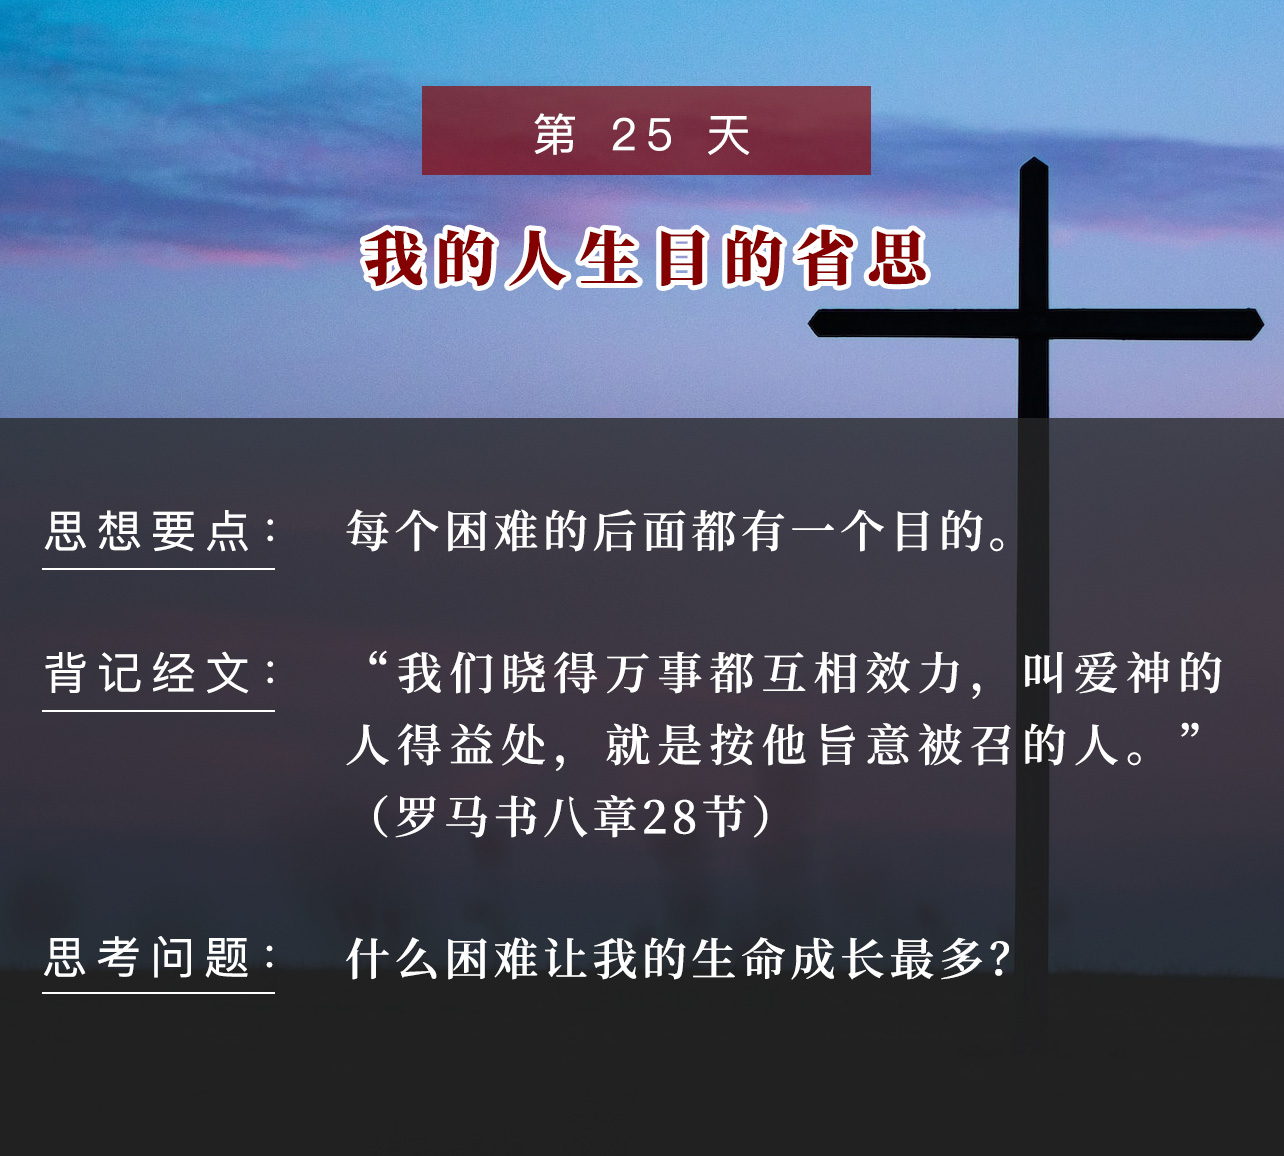 第 25 天
我的人生目的省思
思想要点： 每个困难的后面都有一个目的。
背记经文： “我们晓得万事都互相效力，叫爱神的
人得益处，就是按他旨意被召的人。”
（罗马书八章28节）
思考问题： 什么困难让我的生命成长最多？